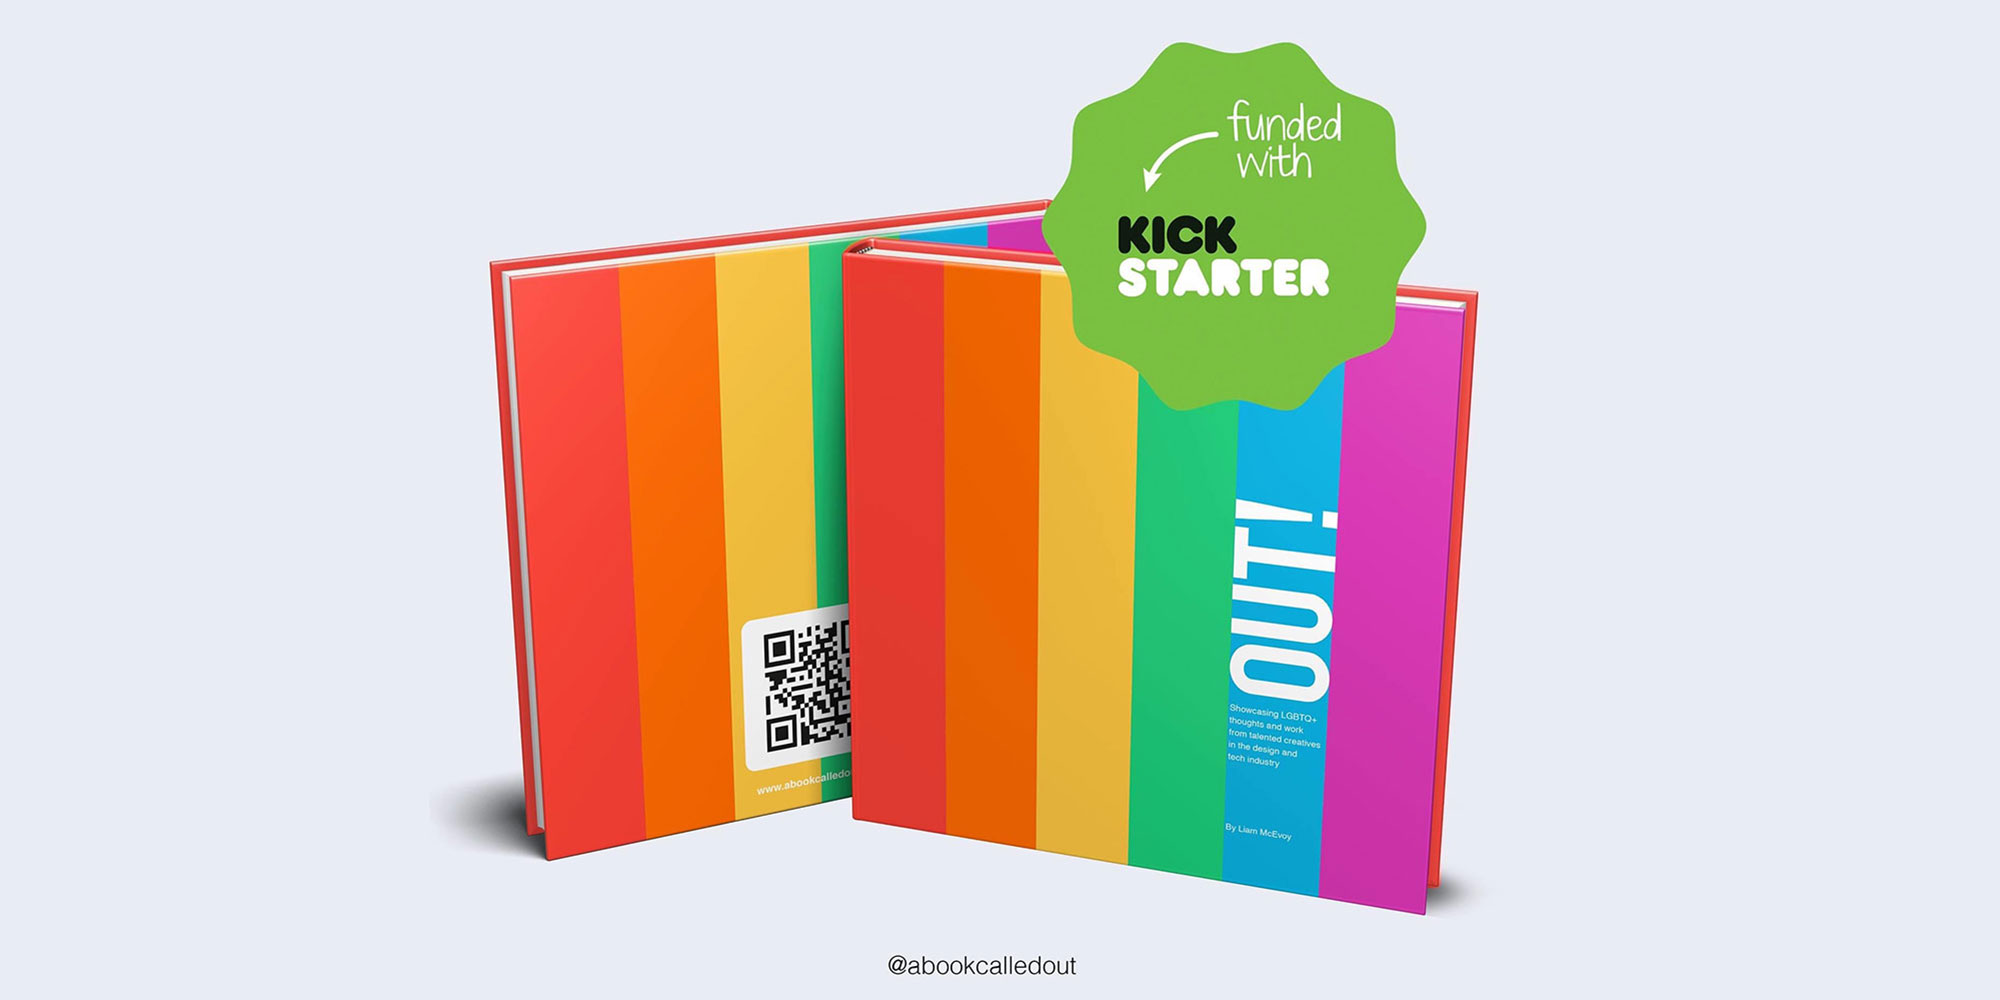 funded
with
KICK
STARTER
OUT!
Showcasing LGBTQ+
thoughts and work
from talented creatives
in the design and
tech industry
By Liam McEvoy
www.abookcalledou
@abookcalledout